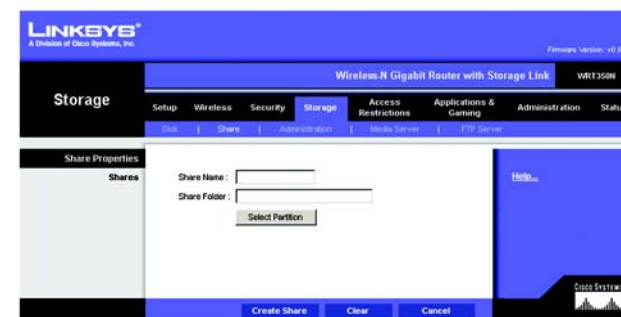 LINKSYS®
A Division of Cisco Systems, Inc.
Firmware Version: v0.
Wireless-N Gigabit Router with Storage Link WRT350N
Storage
Setup Wireless Security Storage Access Restrictions Applications & Gaming Administration Statu
Disk | Share | Administration | Media Server | FTP Server
Share Properties
Shares
Share Name :
Share Folder :
Select Partition
Help...
Create Share Clear Cancel
CISCO SYSTEMS